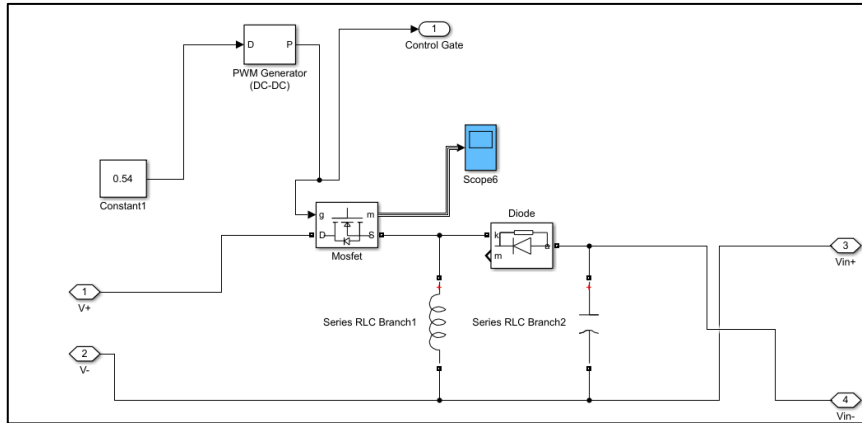 1
Control Gate
D
P
PWM Generator
(DC-DC)
0.54
Constant1
Scope6
g
m
D
S
Mosfet
Diode
k
a
m
3
Vin+
1
V+
+
+
Series RLC Branch1
Series RLC Branch2
2
V-
4
Vin-